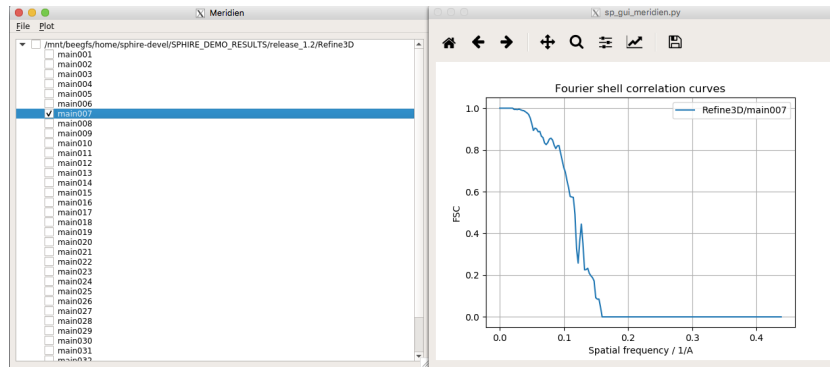 Meridien
File Plot
/mnt/beegfs/home/sphire-devel/SPHIRE_DEMO_RESULTS/release_1.2/Refine3D
main001
main002
main003
main004
main005
main006
main007
main008
main009
main010
main011
main012
main013
main014
main015
main016
main017
main018
main019
main020
main021
main022
main023
main024
main025
main026
main027
main028
main029
main030
main031
main032
sp_gui_meridien.py
Fourier shell correlation curves
Refine3D/main007
1.0
0.8
0.6
0.4
0.2
0.0
FSC
0.0 0.1 0.2 0.3 0.4
Spatial frequency / 1/A